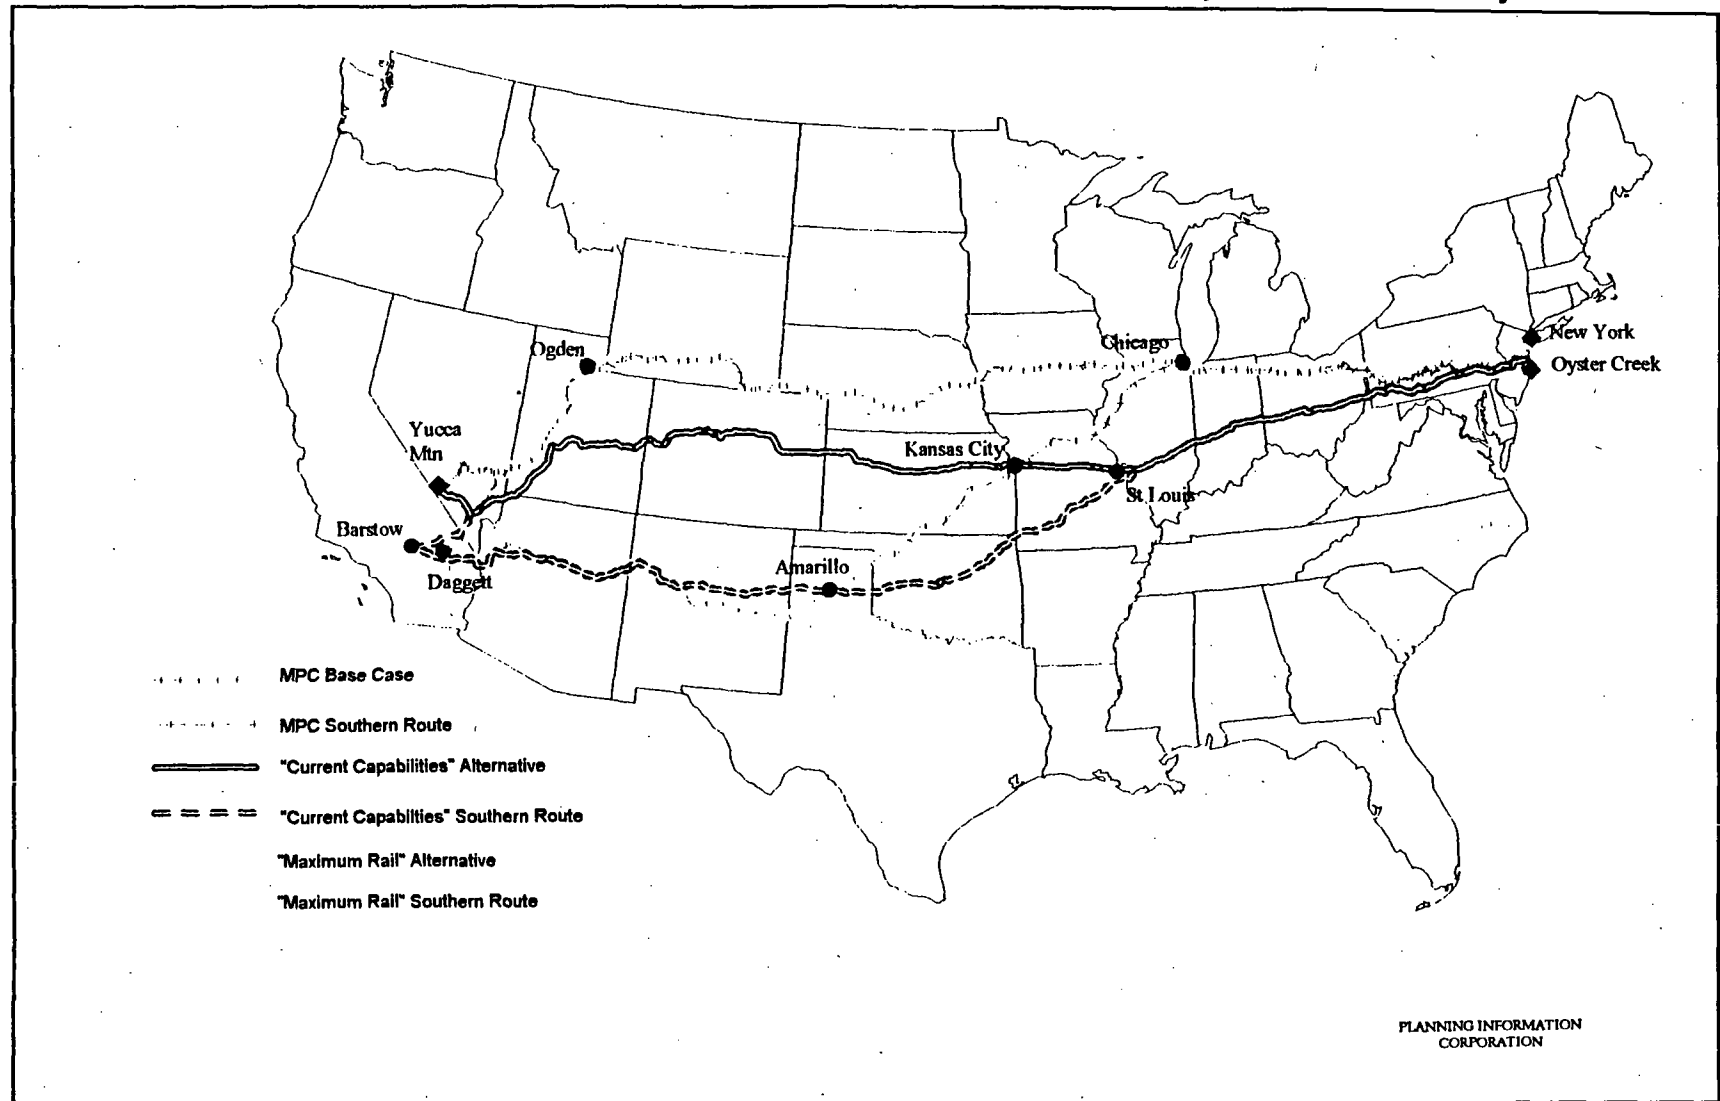 Chicago
New York
Ogden
Oyster Creek
Yucca
Mtn
Kansas City
St Louis
Barstow
Amarillo
Daggett
MPC Base Case
MPC Southern Route
"Current Capabilities" Alternative
"Current Capabilties" Southern Route
"Maximum Rail" Alternative
"Maximum Rail" Southern Route
PLANNING INFORMATION
CORPORATION